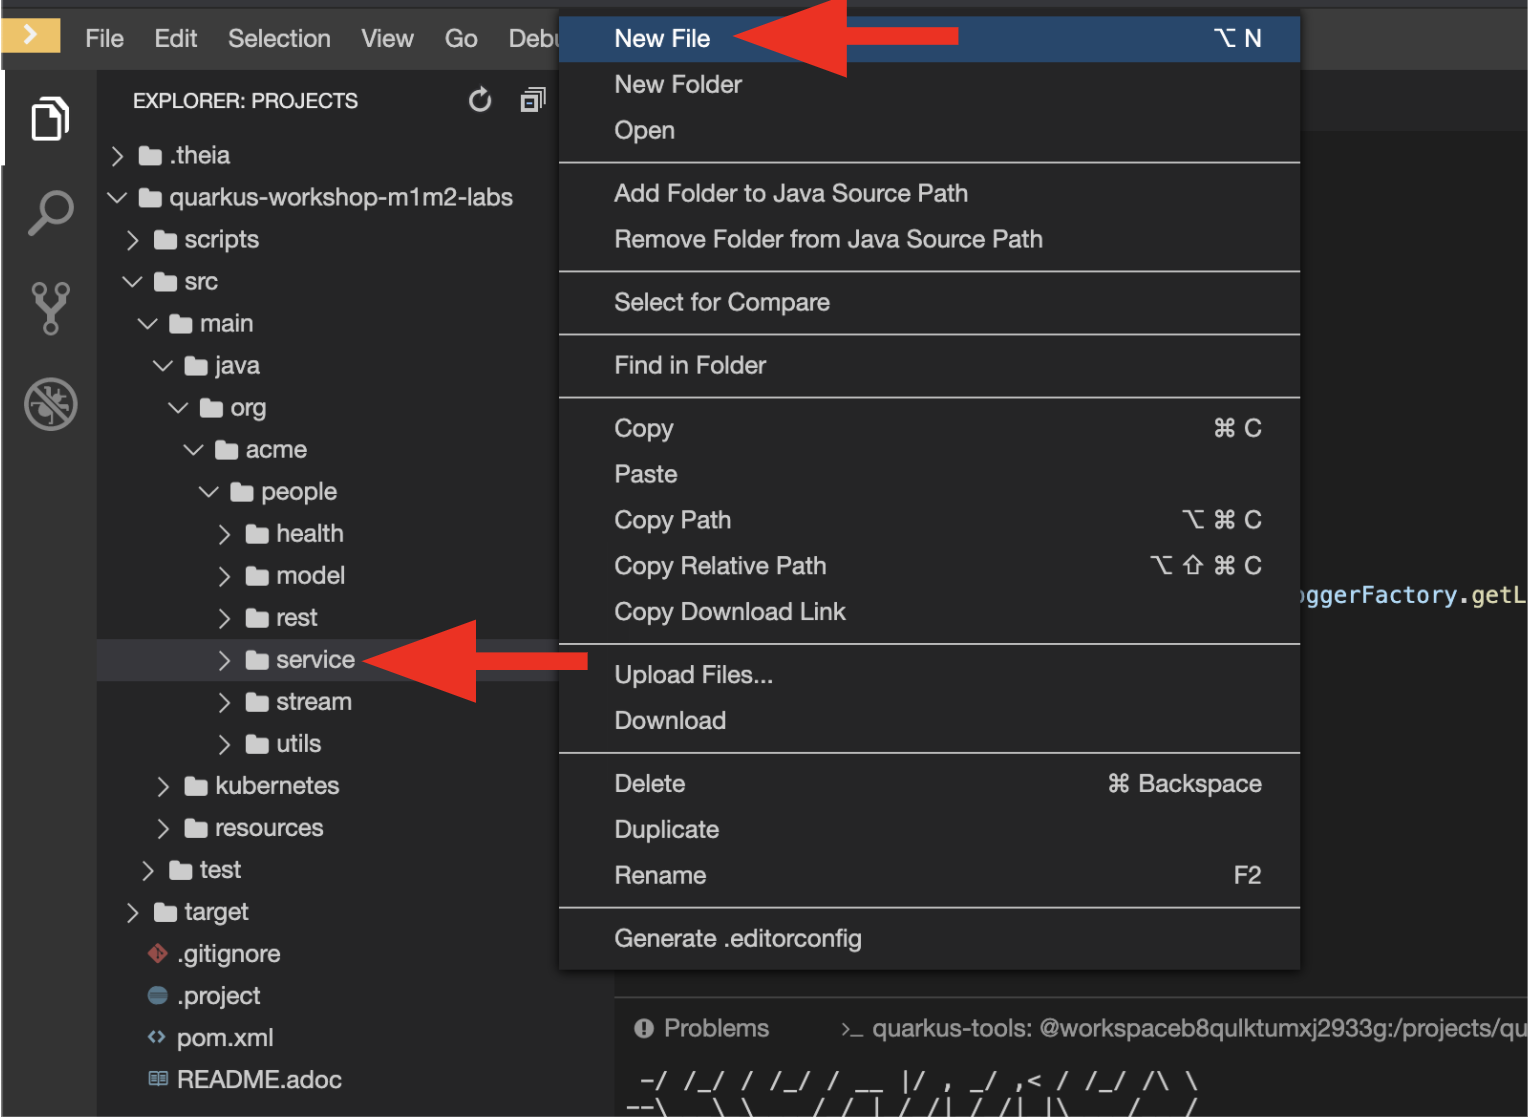 File Edit Selection View Go
EXPLORER: PROJECTS
.theia
quarkus-workshop-m1m2-labs
scripts
src
main
java
org
acme
people
health
model
rest
service
stream
utils
kubernetes
resources
test
target
.gitignore
.project
pom.xml
README.adoc
New File ⌥ N
New Folder
Open
Add Folder to Java Source Path
Remove Folder from Java Source Path
Select for Compare
Find in Folder
Copy ⌘ C
Paste
Copy Path ⌥ ⌘ C
Copy Relative Path ⌥ ⇧ ⌘ C
Copy Download Link
Upload Files...
Download
Delete ⌘ Backspace
Duplicate
Rename F2
Generate .editorconfig
Problems >_ quarkus-tools: @workspaceb8qulktumxj2933g:/projects/qu